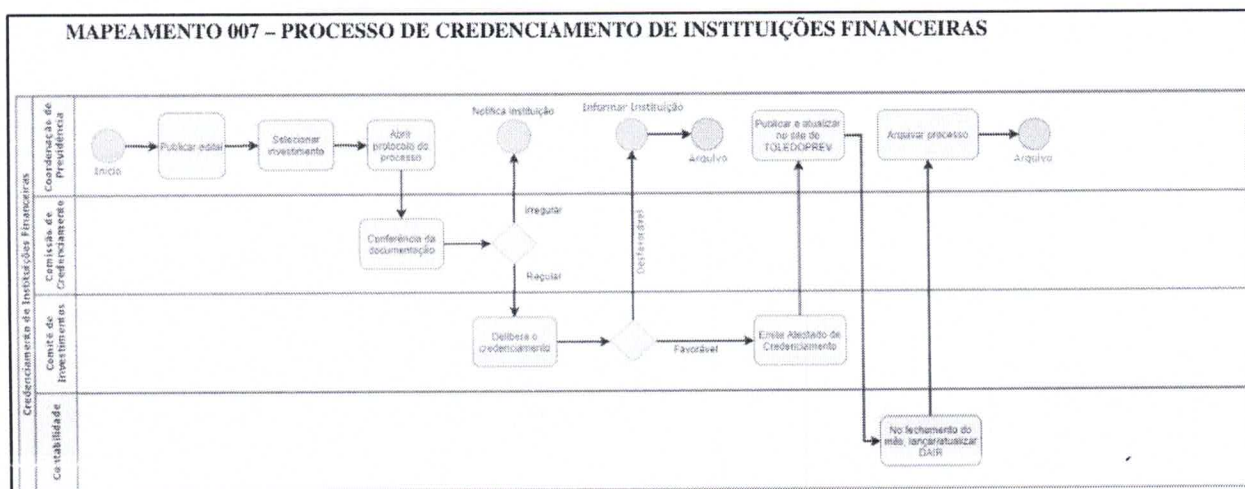 MAPEAMENTO 007 – PROCESSO DE CREDENCIAMENTO DE INSTITUIÇÕES FINANCEIRAS
Credenciamento de Instituições Financeiras
Coordenação de
Previdência
Início
Publicar edital
Selecionar
investimento
Abrir
protocolo do
processo
Notifica Instituição
Informar Instituição
Arquivo
Publicar e atualizar
no site do
TOLEDOPREV
Arquivar processo
Arquivo
Comissão de
Credenciamento
Conferência da
documentação
Irregular
Regular
Desfavorável
Comitê de
Investimentos
Delibera o
credenciamento
Favorável
Emite Atestado de
Credenciamento
Contabilidade
No fechamento do
mês, lançar/atualizar
DAIR